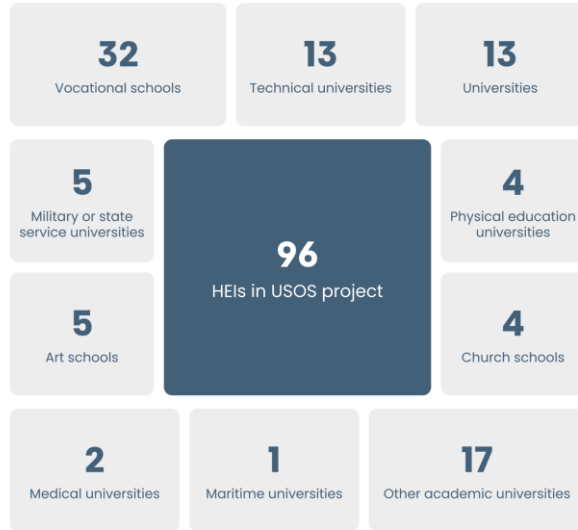 32
Vocational schools
13
Technical universities
13
Universities
5
Military or state
service universities
96
HEIs in USOS project
4
Physical education
universities
5
Art schools
4
Church schools
2
Medical universities
1
Maritime universities
17
Other academic universities